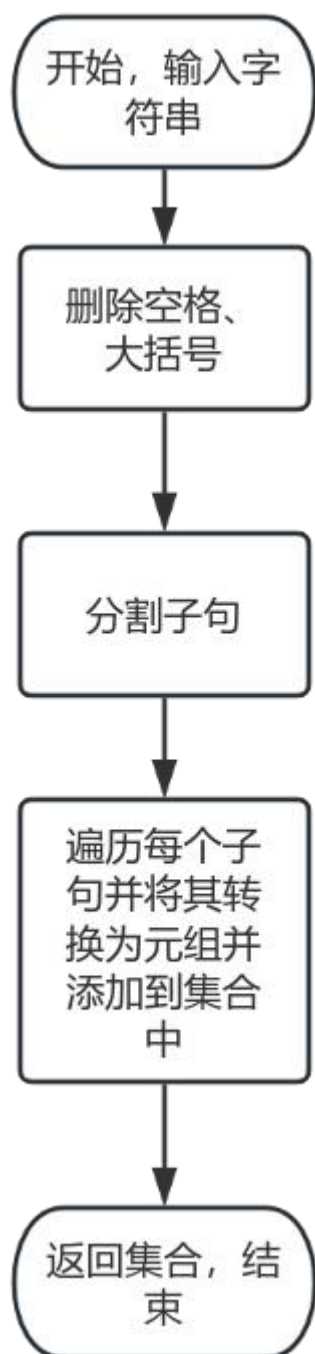 开始，输入字
符串
删除空格、
大括号
分割子句
遍历每个子
句并将其转
换为元组并
添加到集合
中
返回集合，结
束